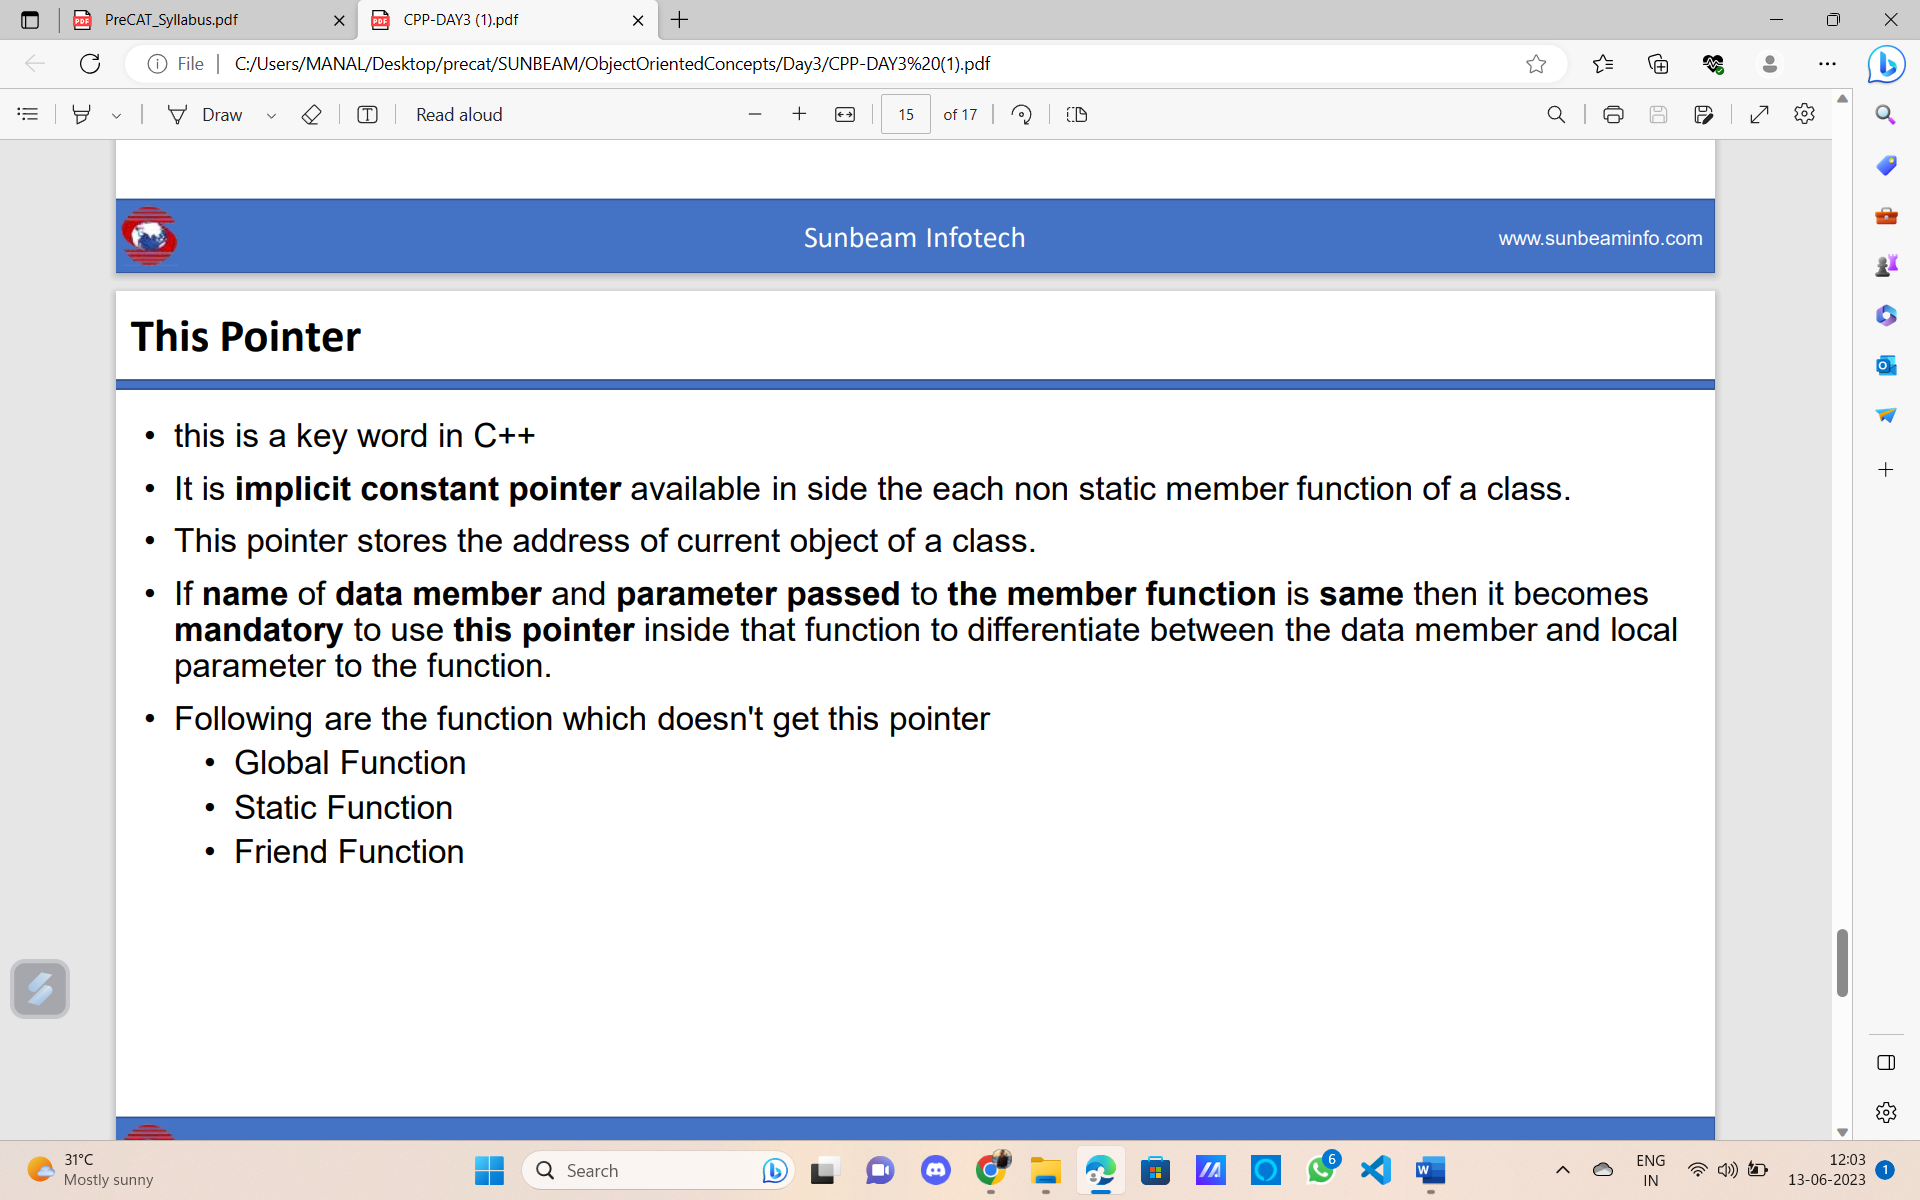 PreCAT_Syllabus.pdf
CPP-DAY3 (1).pdf
File
C:/Users/MANAL/Desktop/precat/SUNBEAM/ObjectOrientedConcepts/Day3/CPP-DAY3%20(1).pdf
Draw
Read aloud
15 of 17
Sunbeam Infotech
www.sunbeaminfo.com
This Pointer
• this is a key word in C++
• It is implicit constant pointer available in side the each non static member function of a class.
• This pointer stores the address of current object of a class.
• If name of data member and parameter passed to the member function is same then it becomes
mandatory to use this pointer inside that function to differentiate between the data member and local
parameter to the function.
• Following are the function which doesn't get this pointer
• Global Function
• Static Function
• Friend Function
31°C
Mostly sunny
Search
6
ENG
IN
12:03
13-06-2023
1